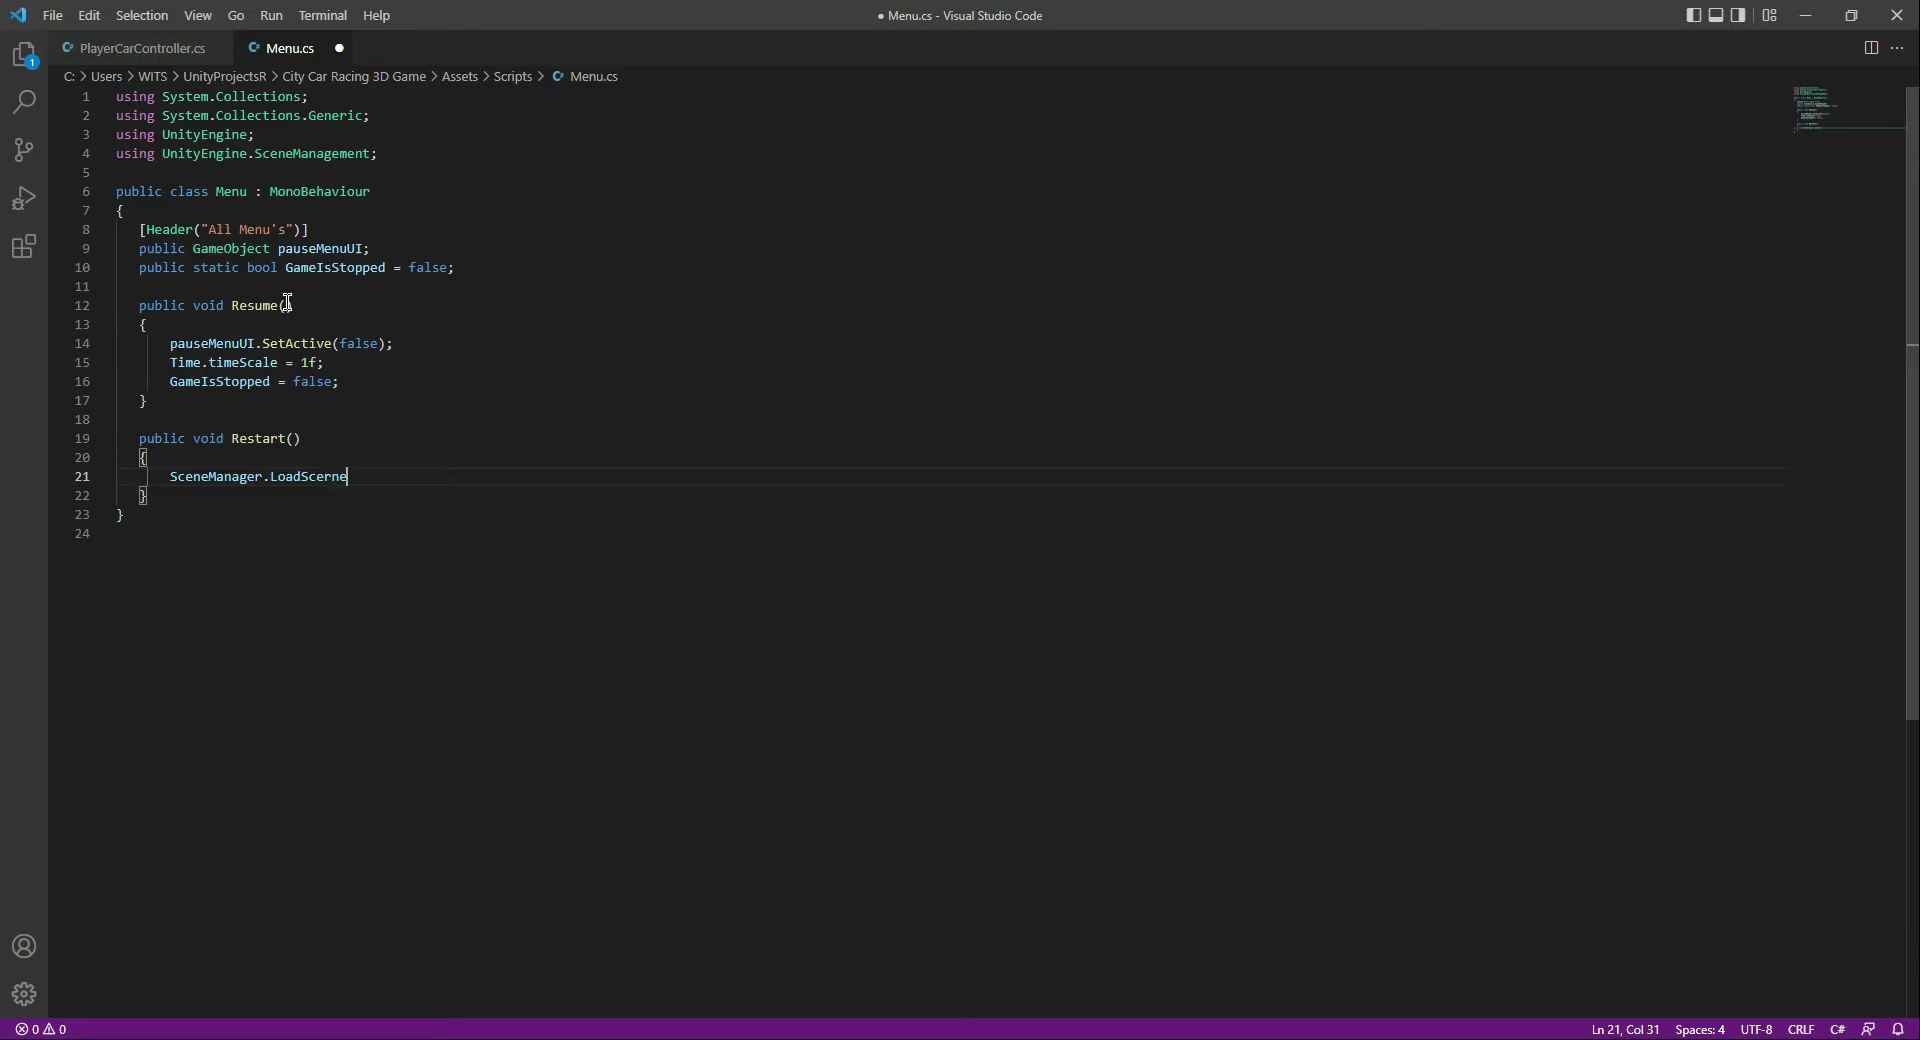 File Edit Selection View Go Run Terminal Help ● Menu.cs - Visual Studio Code
PlayerCarController.cs Menu.cs ●
C: > Users > WITS > UnityProjectsR > City Car Racing 3D Game > Assets > Scripts > Menu.cs
1 using System.Collections;
2 using System.Collections.Generic;
3 using UnityEngine;
4 using UnityEngine.SceneManagement;
5
6 public class Menu : MonoBehaviour
7 {
8 [Header("All Menu's")]
9 public GameObject pauseMenuUI;
10 public static bool GameIsStopped = false;
11
12 public void Resume()
13 {
14 pauseMenuUI.SetActive(false);
15 Time.timeScale = 1f;
16 GameIsStopped = false;
17 }
18
19 public void Restart()
20 {
21 SceneManager.LoadScerne
22 }
23 }
24
1
0 0 Ln 21, Col 31 Spaces: 4 UTF-8 CRLF C#